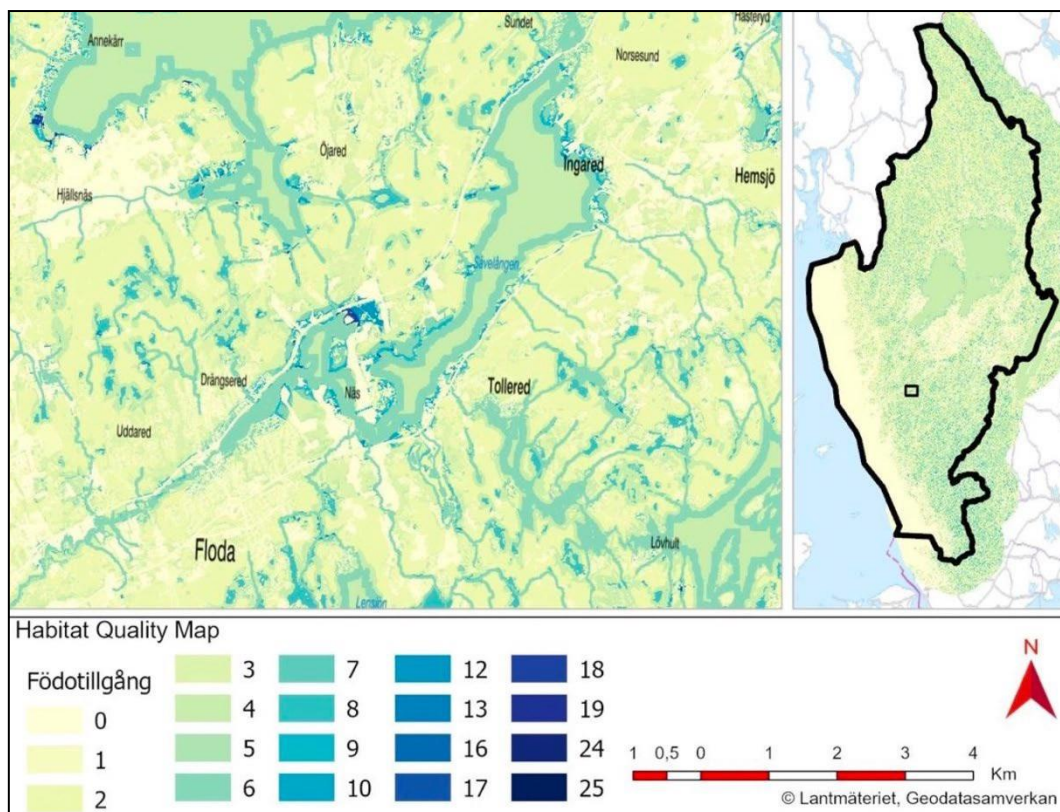 Sundet
Hästeryd
Annekärr
Norsesund
Öjared
Ingared
Hemsjö
Hjällsnäs
Sävelången
Drängsered
Näs
Tollered
Uddared
Floda
Lövhult
Lensjön
Habitat Quality Map
Födotillgång
0
1
2
3
4
5
6
7
8
9
10
12
13
16
17
18
19
24
25
N
1 0,5 0 1 2 3 4
Km
© Lantmäteriet, Geodatasamverkan